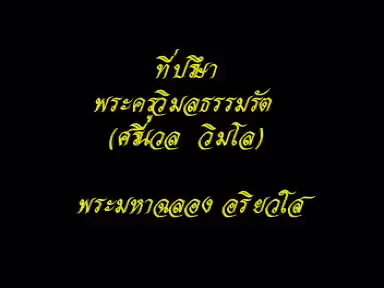 ที่ปรึษา
พระครูวิมลธรรมรัต
(ศรีนวล วิมโล)
พระมหาฉลอง อริยวํโส